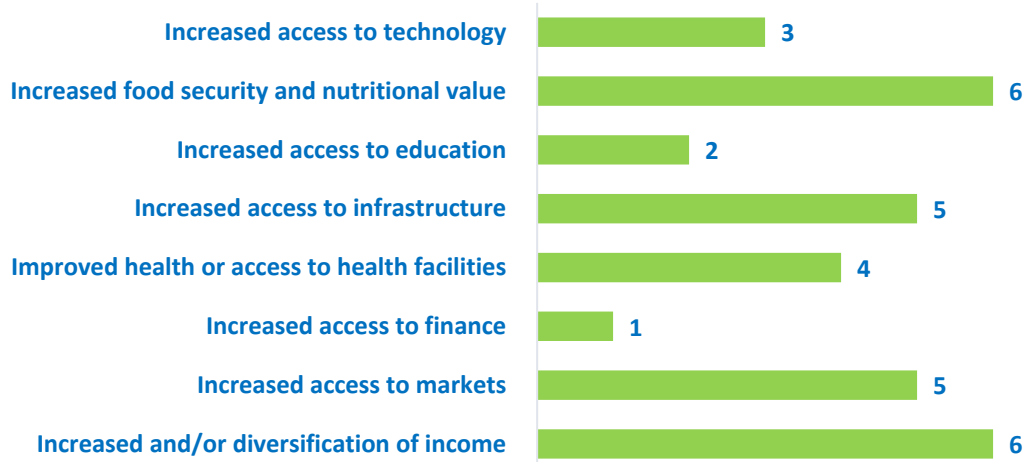 Increased access to technology 3
Increased food security and nutritional value 6
Increased access to education 2
Increased access to infrastructure 5
Improved health or access to health facilities 4
Increased access to finance 1
Increased access to markets 5
Increased and/or diversification of income 6